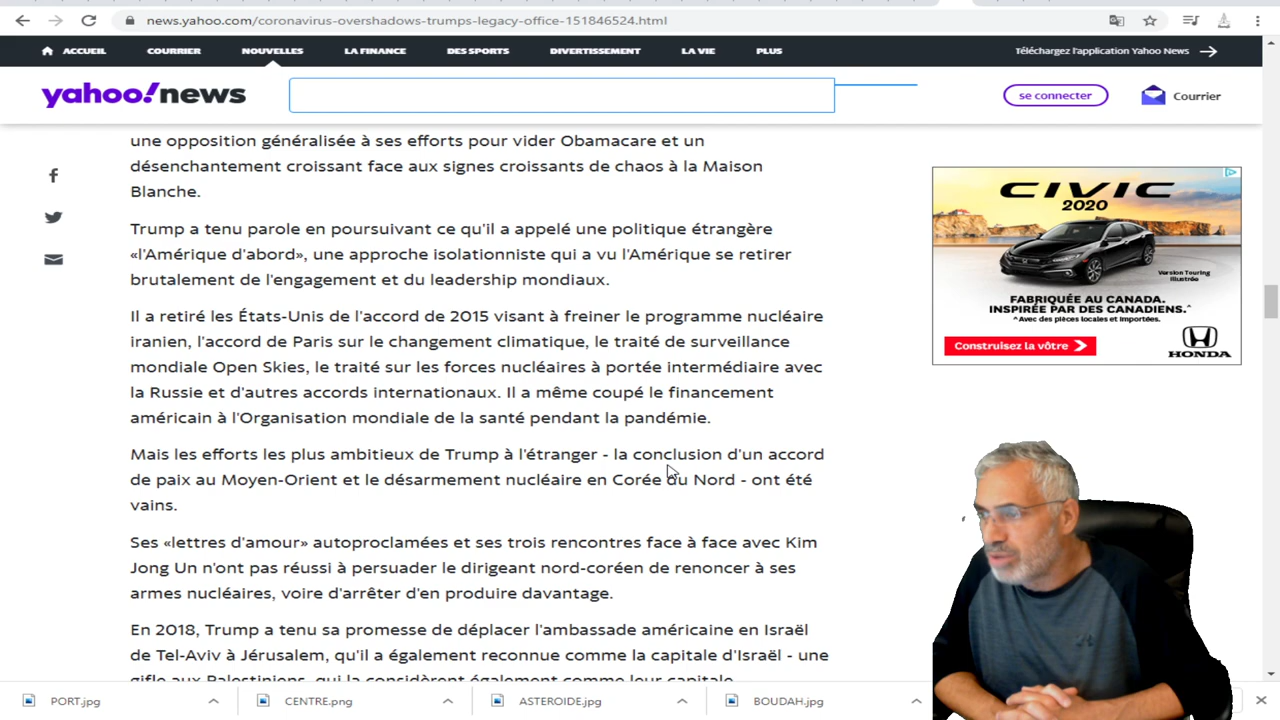 news.yahoo.com/coronavirus-overshadows-trumps-legacy-office-151846524.html
ACCUEIL COURRIER NOUVELLES LA FINANCE DES SPORTS DIVERTISSEMENT LA VIE PLUS Téléchargez l'application Yahoo News
yahoo!news se connecter Courrier
une opposition généralisée à ses efforts pour vider Obamacare et un
désenchantement croissant face aux signes croissants de chaos à la Maison
Blanche.
Trump a tenu parole en poursuivant ce qu'il a appelé une politique étrangère
«l'Amérique d'abord», une approche isolationniste qui a vu l'Amérique se retirer
brutalement de l'engagement et du leadership mondiaux.
Il a retiré les États-Unis de l'accord de 2015 visant à freiner le programme nucléaire
iranien, l'accord de Paris sur le changement climatique, le traité de surveillance
mondiale Open Skies, le traité sur les forces nucléaires à portée intermédiaire avec
la Russie et d'autres accords internationaux. Il a même coupé le financement
américain à l'Organisation mondiale de la santé pendant la pandémie.
Mais les efforts les plus ambitieux de Trump à l'étranger - la conclusion d'un accord
de paix au Moyen-Orient et le désarmement nucléaire en Corée du Nord - ont été
vains.
Ses «lettres d'amour» autoproclamées et ses trois rencontres face à face avec Kim
Jong Un n'ont pas réussi à persuader le dirigeant nord-coréen de renoncer à ses
armes nucléaires, voire d'arrêter d'en produire davantage.
En 2018, Trump a tenu sa promesse de déplacer l'ambassade américaine en Israël
de Tel-Aviv à Jérusalem, qu'il a également reconnue comme la capitale d'Israël - une
gifle aux Palestiniens, qui la considèrent également comme leur capitale
CIVIC
2020
Version Touring
illustrée
FABRIQUÉE AU CANADA.
INSPIRÉE PAR DES CANADIENS.^
^Avec des pièces locales et importées.
Construisez la vôtre
HONDA
PORT.jpg CENTRE.png ASTEROIDE.jpg BOUDAH.jpg